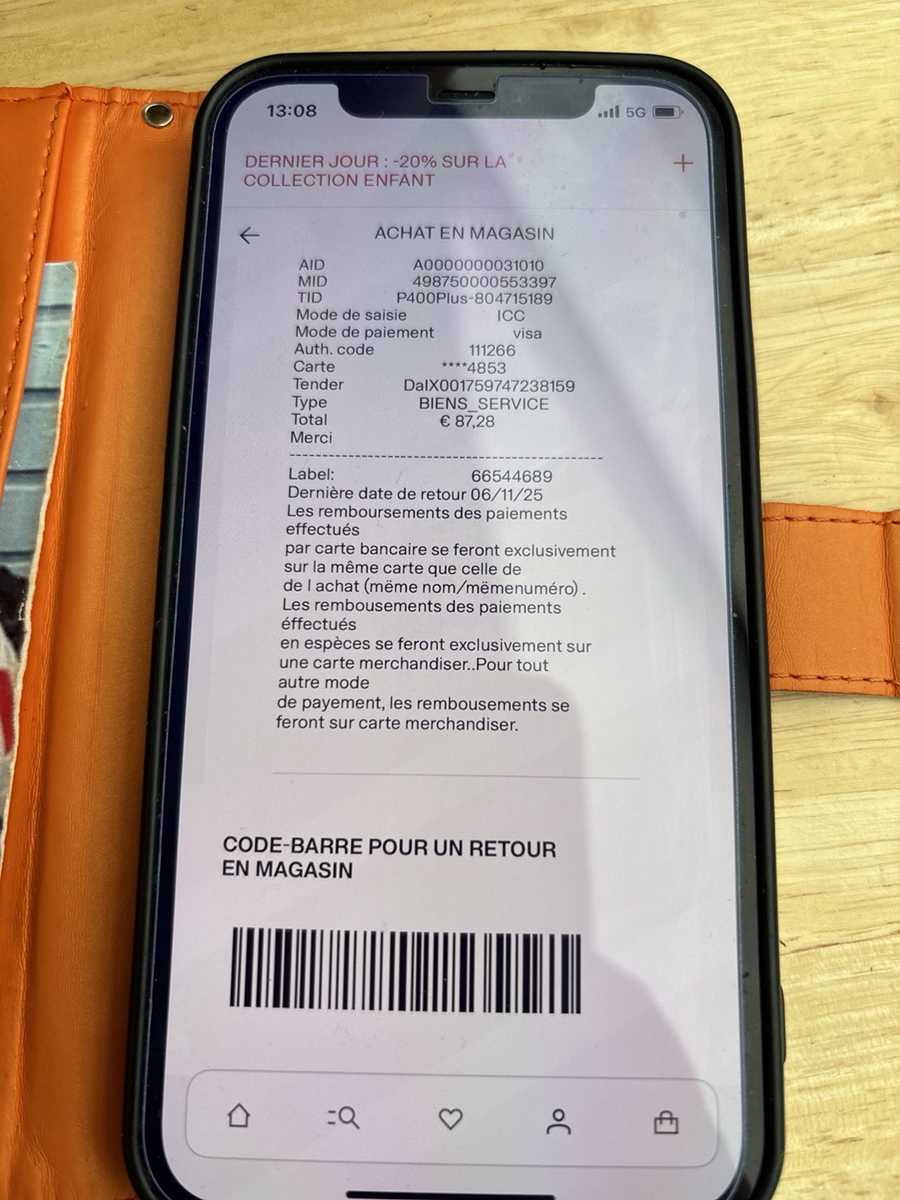 13:08
5G
DERNIER JOUR : -20% SUR LA
COLLECTION ENFANT
ACHAT EN MAGASIN
AID A0000000031010
MID 498750000553397
TID P400Plus-804715189
Mode de saisie ICC
Mode de paiement visa
Auth. code 111266
Carte ****4853
Tender DalX001759747238159
Type BIENS_SERVICE
Total € 87,28
Merci
--------------------------------------------------
Label: 66544689
Dernière date de retour 06/11/25
Les remboursements des paiements
effectués
par carte bancaire se feront exclusivement
sur la même carte que celle de
de l achat (mëme nom/mëmenuméro) .
Les rembousements des paiements
éffectués
en espèces se feront exclusivement sur
une carte merchandiser..Pour tout
autre mode
de payement, les rembousements se
feront sur carte merchandiser.
CODE-BARRE POUR UN RETOUR
EN MAGASIN